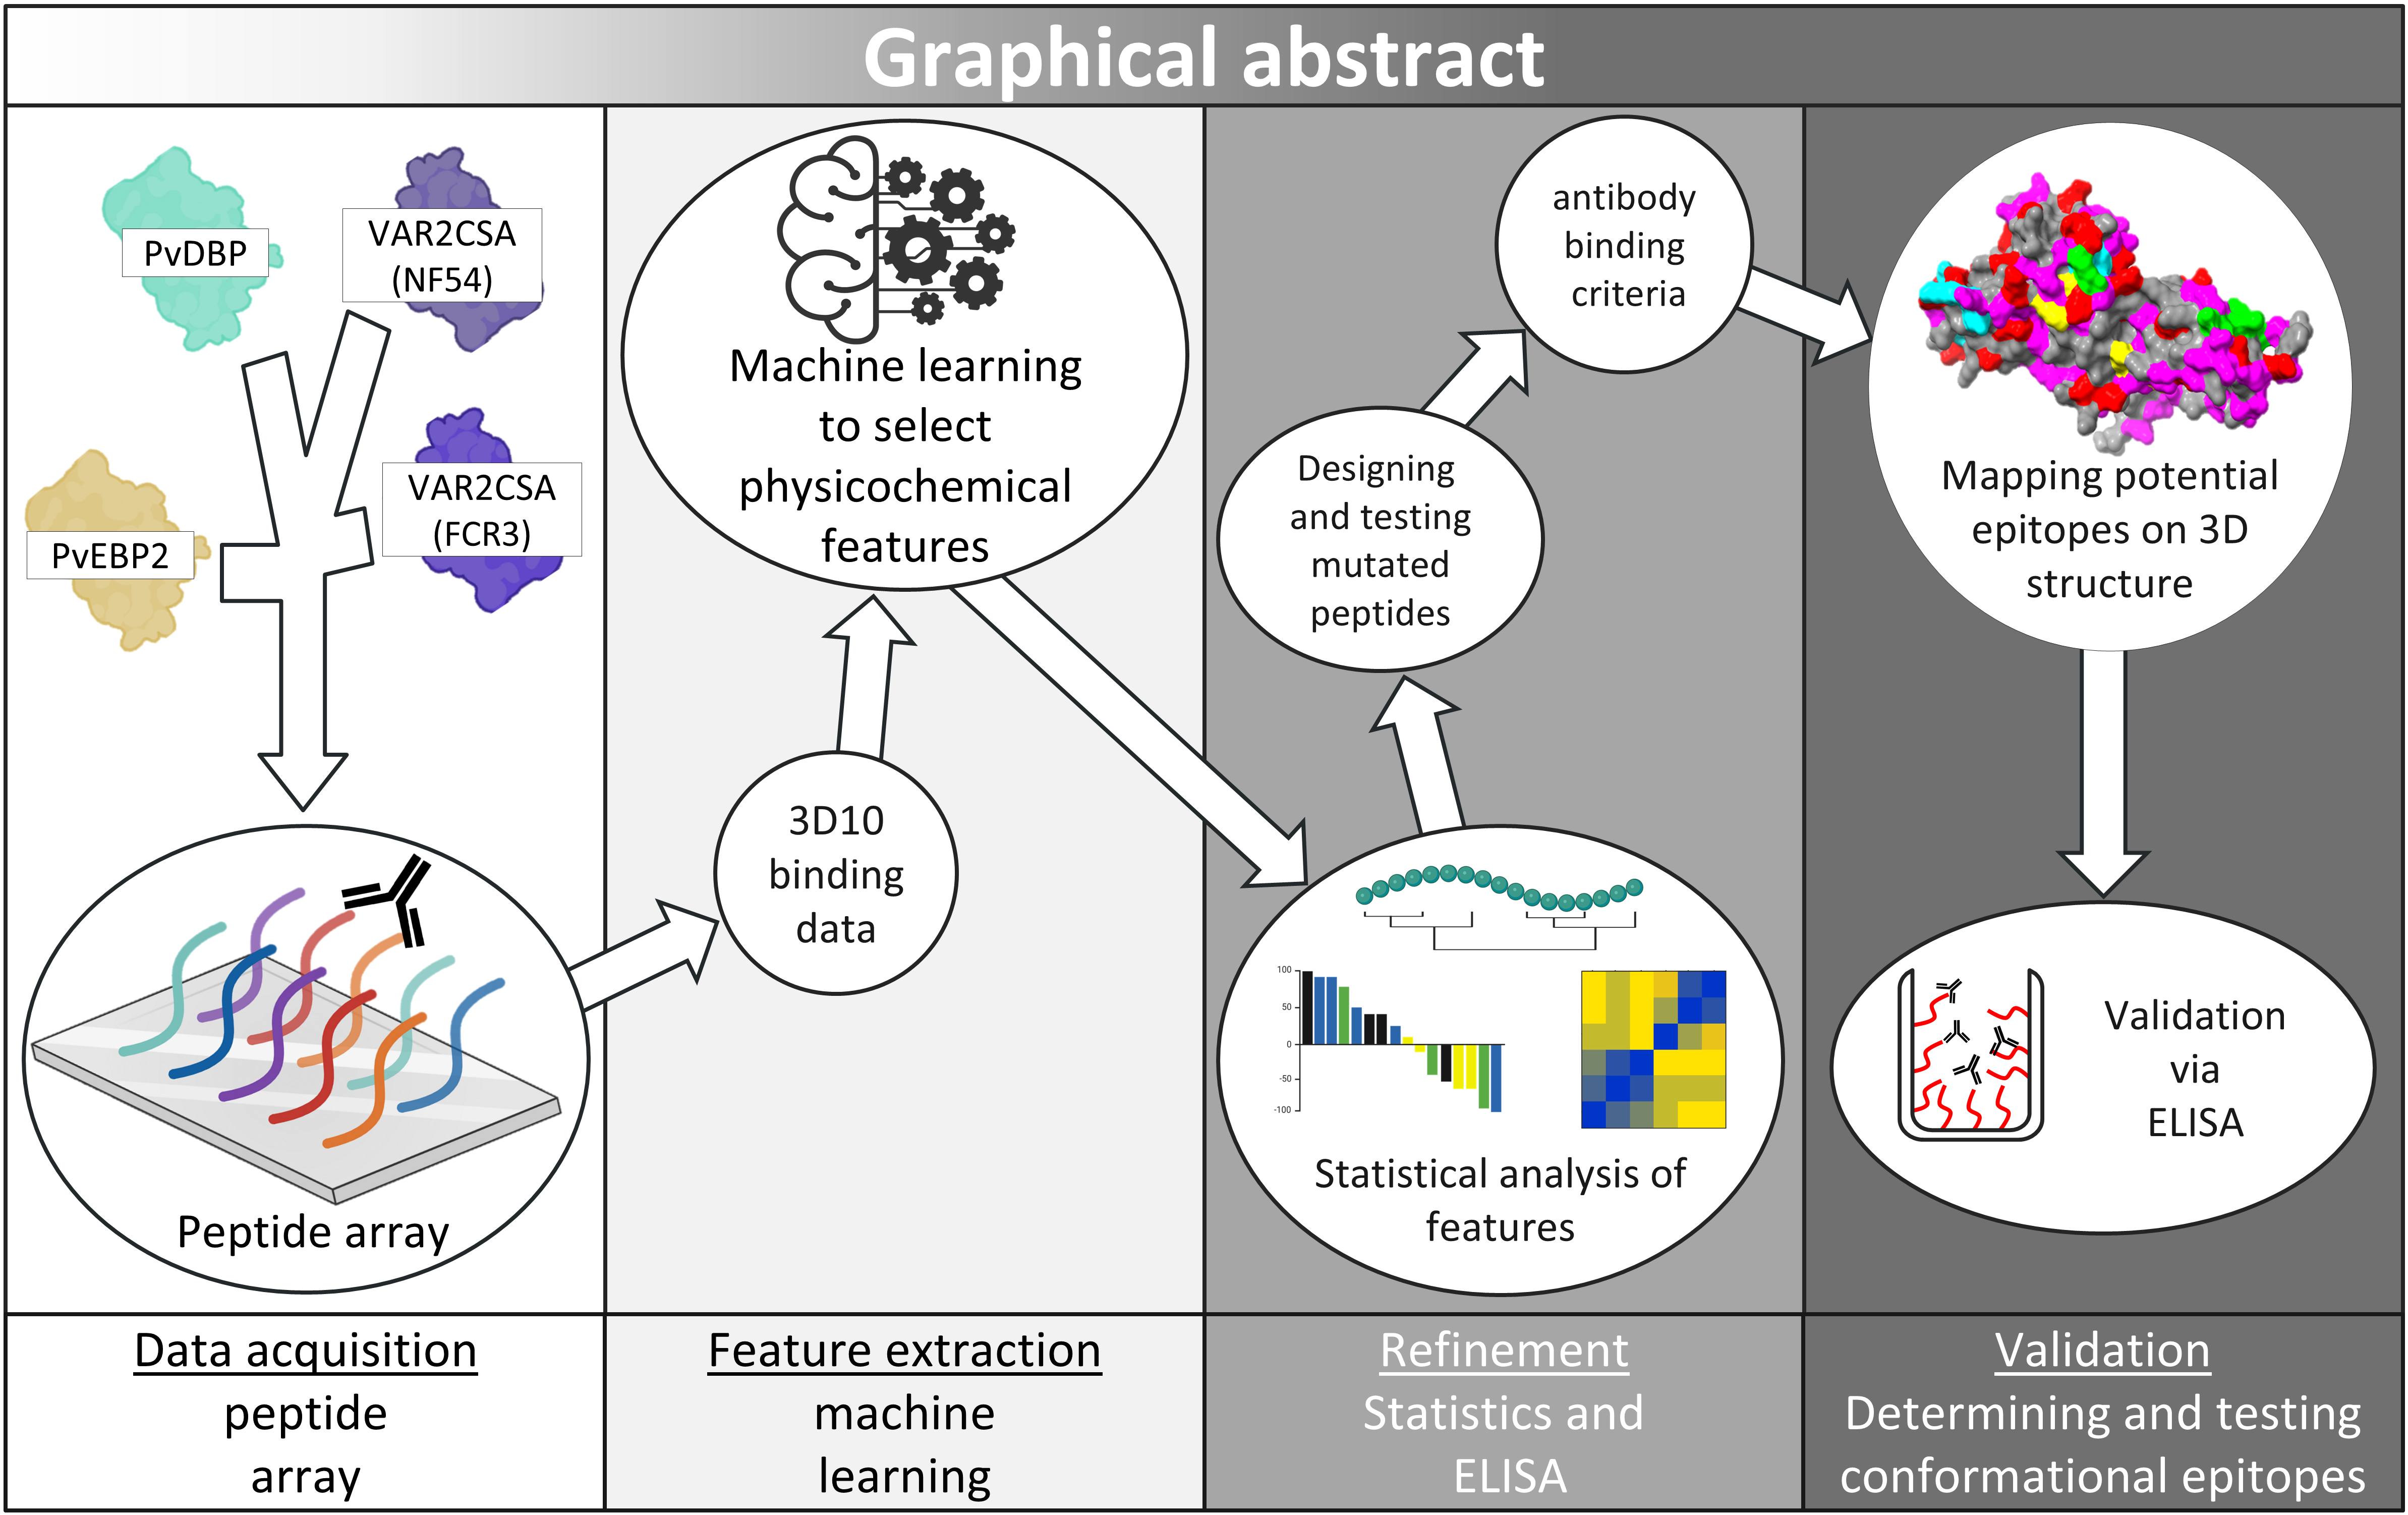 Graphical abstract
PvDBP
VAR2CSA
(NF54)
PvEBP2
VAR2CSA
(FCR3)
Peptide array
3D10
binding
data
Machine learning
to select
physicochemical
features
100
50
0
-50
-100
Statistical analysis of
features
Designing
and testing
mutated
peptides
antibody
binding
criteria
Mapping potential
epitopes on 3D
structure
Validation
via
ELISA
Data acquisition
peptide
array
Feature extraction
machine
learning
Refinement
Statistics and
ELISA
Validation
Determining and testing
conformational epitopes